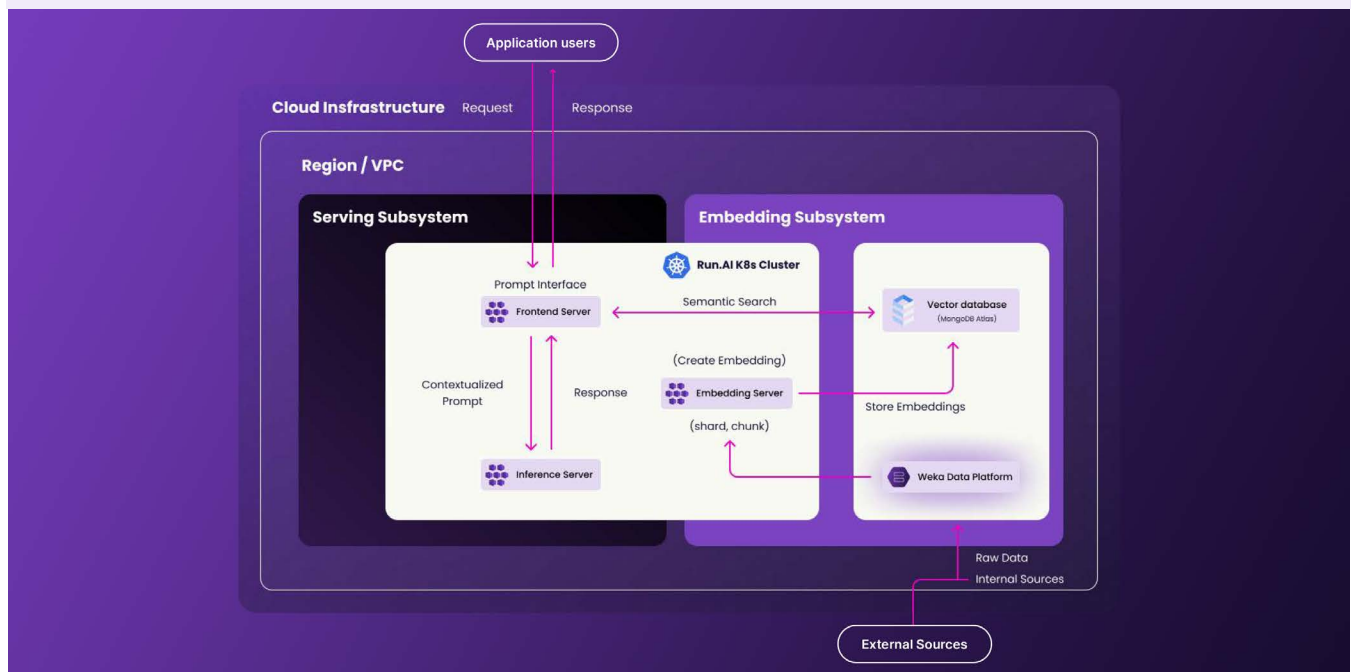 Application users
Cloud Insfrastructure
Request
Response
Region / VPC
Serving Subsystem
Embedding Subsystem
Run.AI K8s Cluster
Prompt Interface
Frontend Server
Semantic Search
Vector database
(MongoDB Atlas)
(Create Embedding)
Contextualized
Prompt
Response
Embedding Server
Store Embeddings
(shard, chunk)
Inference Server
Weka Data Platform
Raw Data
Internal Sources
External Sources